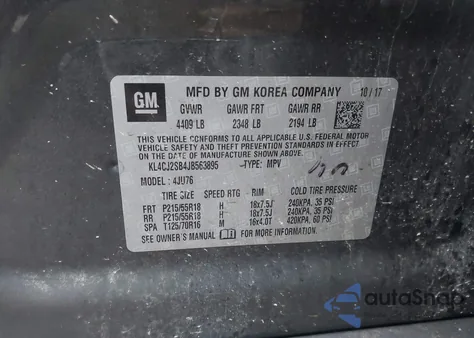 GM
MFD BY GM KOREA COMPANY 10/17
GVWR GAWR FRT GAWR RR
4409 LB 2348 LB 2194 LB
THIS VEHICLE CONFORMS TO ALL APPLICABLE U.S. FEDERAL MOTOR
VEHICLE SAFETY AND THEFT PREVENTION STANDARDS IN EFFECT
ON THE DATE OF MANUFACTURE SHOWN ABOVE.
KL4CJ2SB4JB563895 TYPE: MPV
MODEL: 4JU76
TIRE SIZE SPEED RTG RIM COLD TIRE PRESSURE
FRT P215/55R18 H 18x7.5J 240KPA, 35 PSI
RR P215/55R18 H 18x7.5J 240KPA, 35 PSI
SPA T125/70R16 M 16x4.0T 420KPA, 60 PSI
SEE OWNER'S MANUAL FOR MORE INFORMATION.
autoSnap